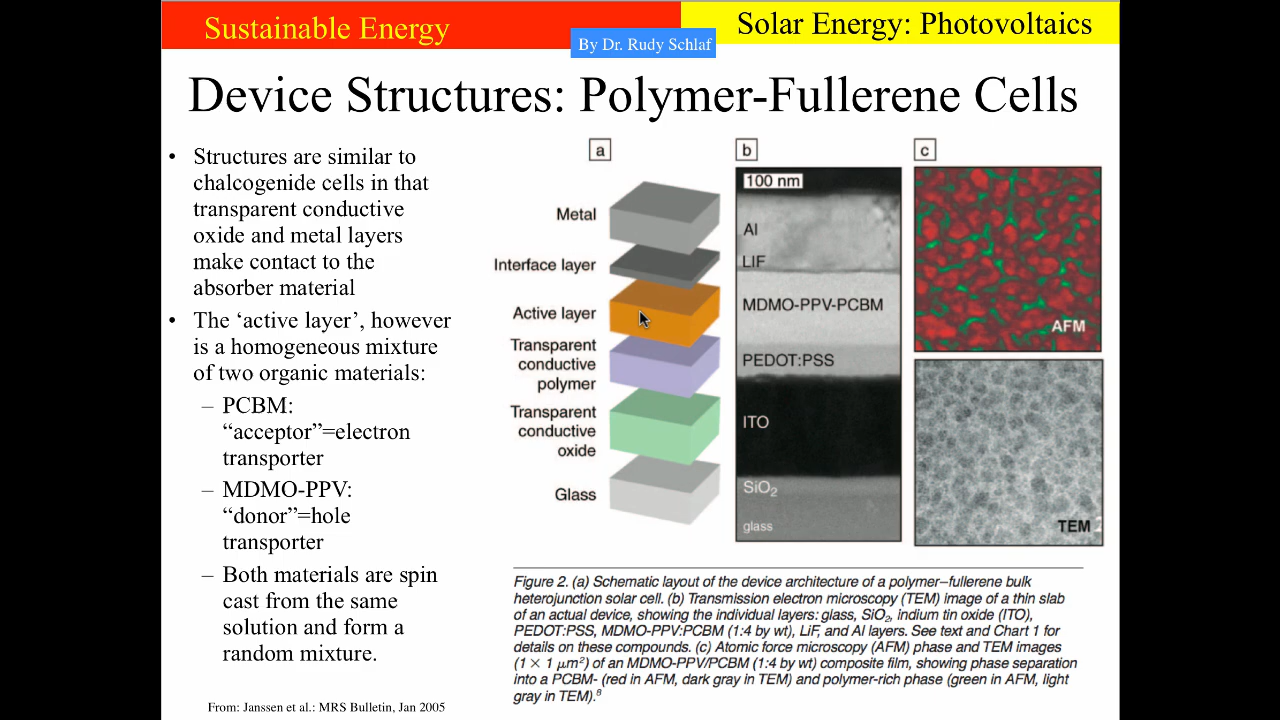 Sustainable Energy
Solar Energy: Photovoltaics
By Dr. Rudy Schlaf
Device Structures: Polymer-Fullerene Cells
• Structures are similar to
chalcogenide cells in that
transparent conductive
oxide and metal layers
make contact to the
absorber material
• The ‘active layer’, however
is a homogeneous mixture
of two organic materials:
– PCBM:
“acceptor”=electron
transporter
– MDMO-PPV:
“donor”=hole
transporter
– Both materials are spin
cast from the same
solution and form a
random mixture.
From: Janssen et al.: MRS Bulletin, Jan 2005
a
Metal
Interface layer
Active layer
Transparent
conductive
polymer
Transparent
conductive
oxide
Glass
b
100 nm
Al
LIF
MDMO-PPV-PCBM
PEDOT:PSS
ITO
SiO₂
glass
c
AFM
TEM
Figure 2. (a) Schematic layout of the device architecture of a polymer–fullerene bulk
heterojunction solar cell. (b) Transmission electron microscopy (TEM) image of a thin slab
of an actual device, showing the individual layers: glass, SiO₂, indium tin oxide (ITO),
PEDOT:PSS, MDMO-PPV:PCBM (1:4 by wt), LiF, and Al layers. See text and Chart 1 for
details on these compounds. (c) Atomic force microscopy (AFM) phase and TEM images
(1 × 1 μm²) of an MDMO-PPV/PCBM (1:4 by wt) composite film, showing phase separation
into a PCBM- (red in AFM, dark gray in TEM) and polymer-rich phase (green in AFM, light
gray in TEM).⁸